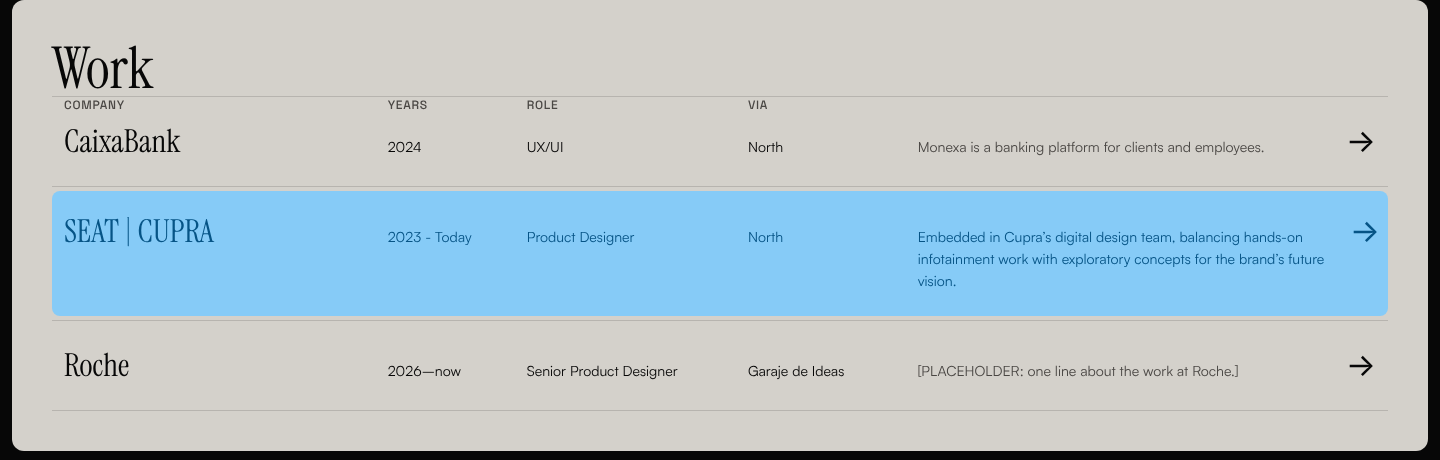 Work
COMPANY YEARS ROLE VIA
CaixaBank 2024 UX/UI North Monexa is a banking platform for clients and employees.
SEAT | CUPRA 2023 - Today Product Designer North Embedded in Cupra’s digital design team, balancing hands-on
infotainment work with exploratory concepts for the brand’s future
vision.
Roche 2026—now Senior Product Designer Garaje de Ideas [PLACEHOLDER: one line about the work at Roche.]